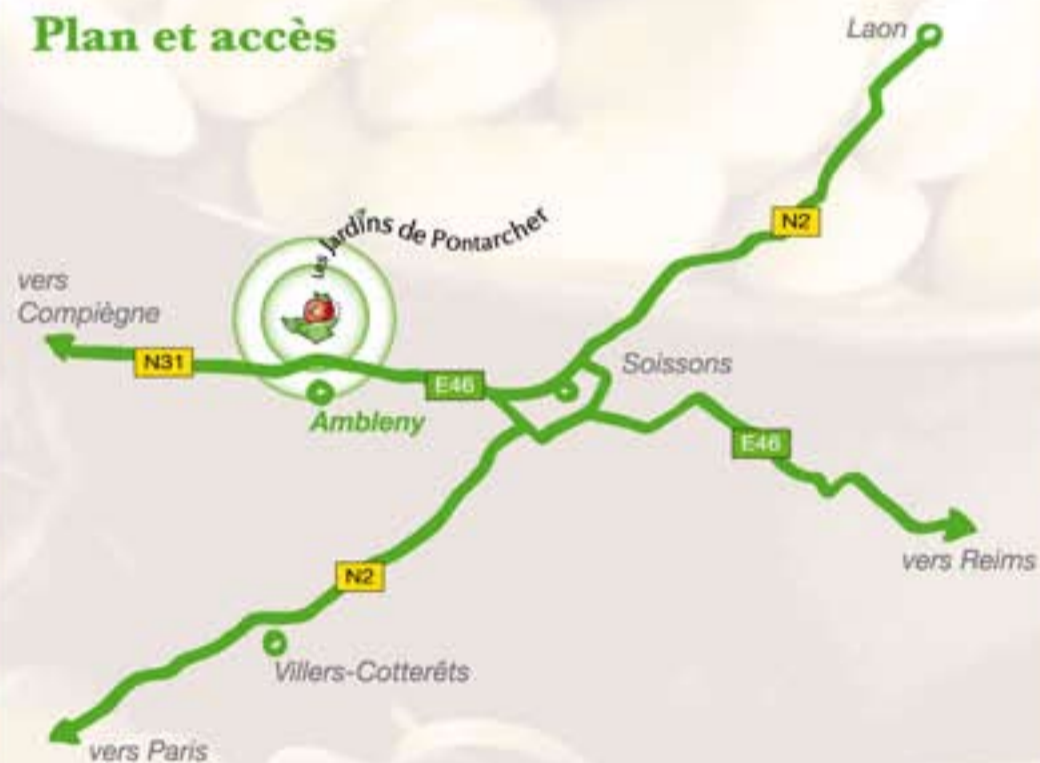 Plan et accès
Laon
N2
Les Jardins de Pontarcher
vers
Compiègne
N31
E46
Soissons
Ambleny
E46
vers Reims
N2
Villers-Cotterêts
vers Paris